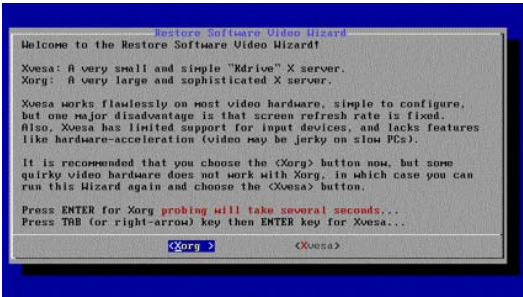 Restore Software Video Wizard
Welcome to the Restore Software Video Wizard!
Xvesa: A very small and simple "Kdrive" X server.
Xorg: A very large and sophisticated X server.
Xvesa works flawlessly on most video hardware, simple to configure,
but one major disadvantage is that screen refresh rate is fixed.
Also, Xvesa has limited support for input devices, and lacks features
like hardware-acceleration (video may be jerky on slow PCs).
It is recommended that you choose the <Xorg> button now, but some
quirky video hardware does not work with Xorg, in which case you can
run this Wizard again and choose the <Xvesa> button.
Press ENTER for Xorg probing will take several seconds...
Press TAB (or right-arrow) key then ENTER key for Xvesa...
<Xorg > <Xvesa>